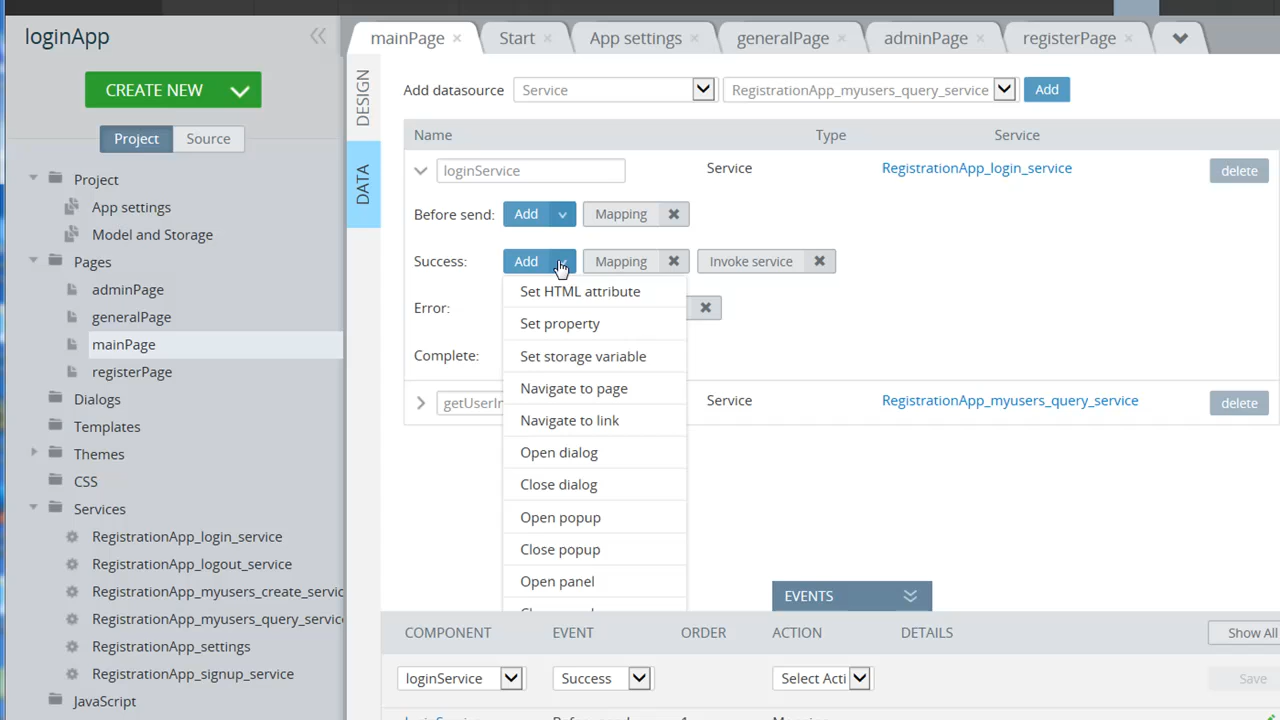 loginApp
CREATE NEW
Project
Source
Project
App settings
Model and Storage
Pages
adminPage
generalPage
mainPage
registerPage
Dialogs
Templates
Themes
CSS
Services
RegistrationApp_login_service
RegistrationApp_logout_service
RegistrationApp_myusers_create_servic
RegistrationApp_myusers_query_service
RegistrationApp_settings
RegistrationApp_signup_service
JavaScript
mainPage
Start
App settings
generalPage
adminPage
registerPage
DESIGN
DATA
Add datasource
Service
RegistrationApp_myusers_query_service
Add
Name
Type
Service
loginService
Service
RegistrationApp_login_service
delete
Before send:
Add
Mapping
Success:
Add
Mapping
Invoke service
Error:
Complete:
Set HTML attribute
Set property
Set storage variable
Navigate to page
Navigate to link
Open dialog
Close dialog
Open popup
Close popup
Open panel
getUserIn
Service
RegistrationApp_myusers_query_service
delete
EVENTS
COMPONENT
EVENT
ORDER
ACTION
DETAILS
Show All
loginService
Success
Select Acti
Save